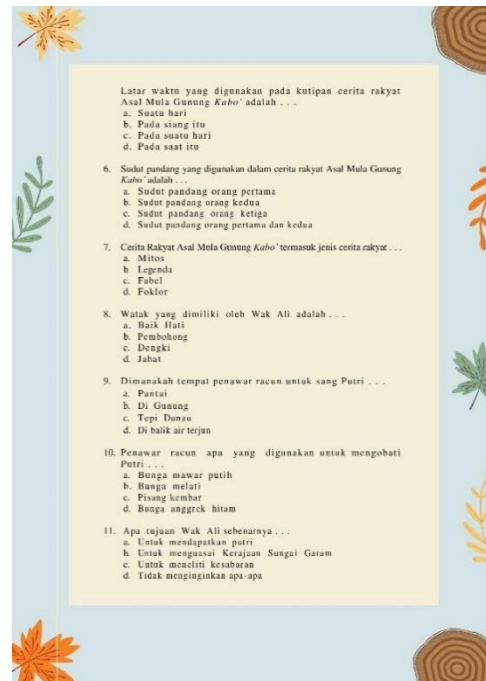 Latar waktu yang digunakan pada kutipan cerita rakyat
Asal Mula Gunung Kabo' adalah . . .
a. Suatu hari
b. Pada siang itu
c. Pada suatu hari
d. Pada saat itu
6. Sudut pandang yang digunakan dalam cerita rakyat Asal Mula Gunung
Kabo' adalah . . .
a. Sudut pandang orang pertama
b. Sudut pandang orang kedua
c. Sudut pandang orang ketiga
d. Sudut pandang orang pertama dan kedua
7. Cerita Rakyat Asal Mula Gunung Kabo' termasuk jenis cerita rakyat . . .
a. Mitos
b Legenda
c. Fabel
d. Foklor
8. Watak yang dimiliki oleh Wak Ali adalah . . .
a. Baik Hati
b. Pembohong
c. Dengki
d. Jahat
9. Dimanakah tempat penawar racun untuk sang Putri . . .
a. Pantai
b. Di Gunung
c. Tepi Danau
d. Di balik air terjun
10. Penawar racun apa yang digunakan untuk mengobati
Putri . . .
a. Bunga mawar putih
b. Bunga melati
c. Pisang kembar
d. Bunga anggrek hitam
11. Apa tujuan Wak Ali sebenarnya . . .
a. Untuk mendapatkan putri
b. Untuk menguasai Kerajaan Sungai Garam
c. Untuk meneliti kesabaran
d. Tidak menginginkan apa-apa